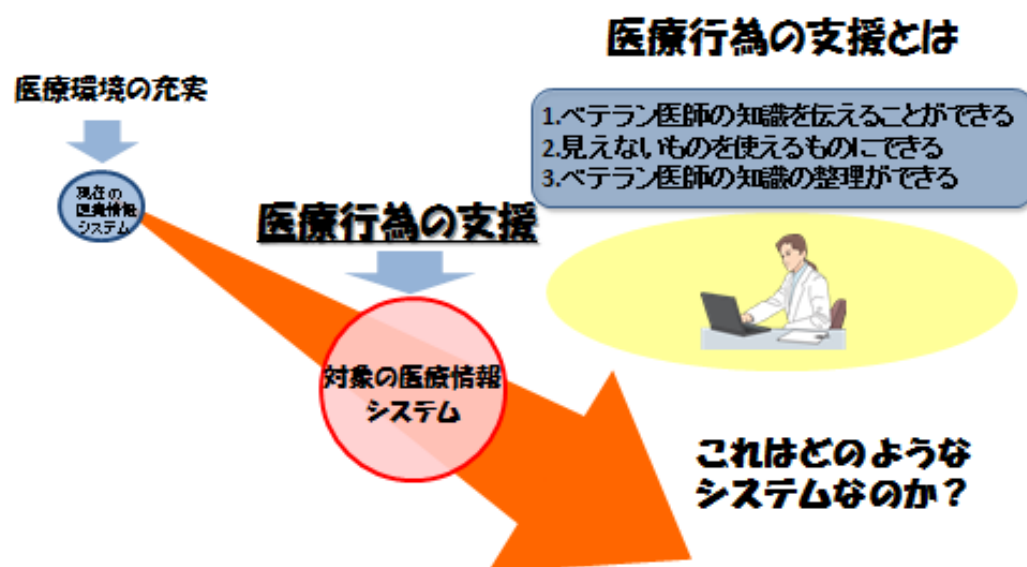 医療行為の支援とは
医療環境の充実
1.ベテラン医師の知識を伝えることができる
2.見えないものを使えるものにできる
3.ベテラン医師の知識の整理ができる
現在の
医療情報
システム
医療行為の支援
対象の医療情報
システム
これはどのような
システムなのか？